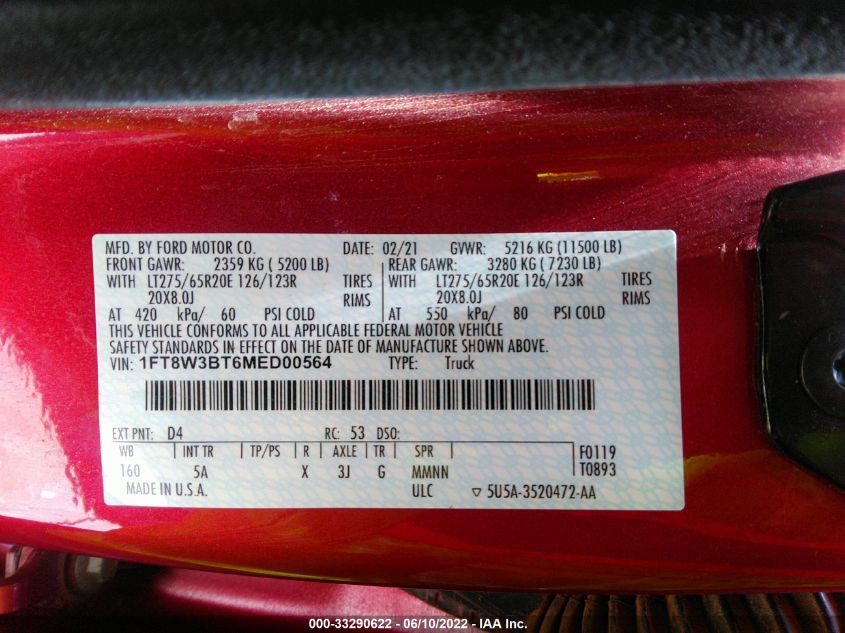 MFD. BY FORD MOTOR CO. DATE: 02/21 GVWR: 5216 KG (11500 LB)
FRONT GAWR: 2359 KG ( 5200 LB) REAR GAWR: 3280 KG ( 7230 LB)
WITH LT275/65R20E 126/123R TIRES WITH LT275/65R20E 126/123R TIRES
20X8.0J RIMS 20X8.0J RIMS
AT 420 kPa/ 60 PSI COLD AT 550 kPa/ 80 PSI COLD
THIS VEHICLE CONFORMS TO ALL APPLICABLE FEDERAL MOTOR VEHICLE
SAFETY STANDARDS IN EFFECT ON THE DATE OF MANUFACTURE SHOWN ABOVE.
VIN: 1FT8W3BT6MED00564 TYPE: Truck
EXT PNT: D4 RC: 53 DSO:
WB INT TR TP/PS R AXLE TR SPR F0119
160 5A X 3J G MMNN T0893
MADE IN U.S.A. ULC ▽ 5U5A-3520472-AA
000-33290622 - 06/10/2022 - IAA Inc.